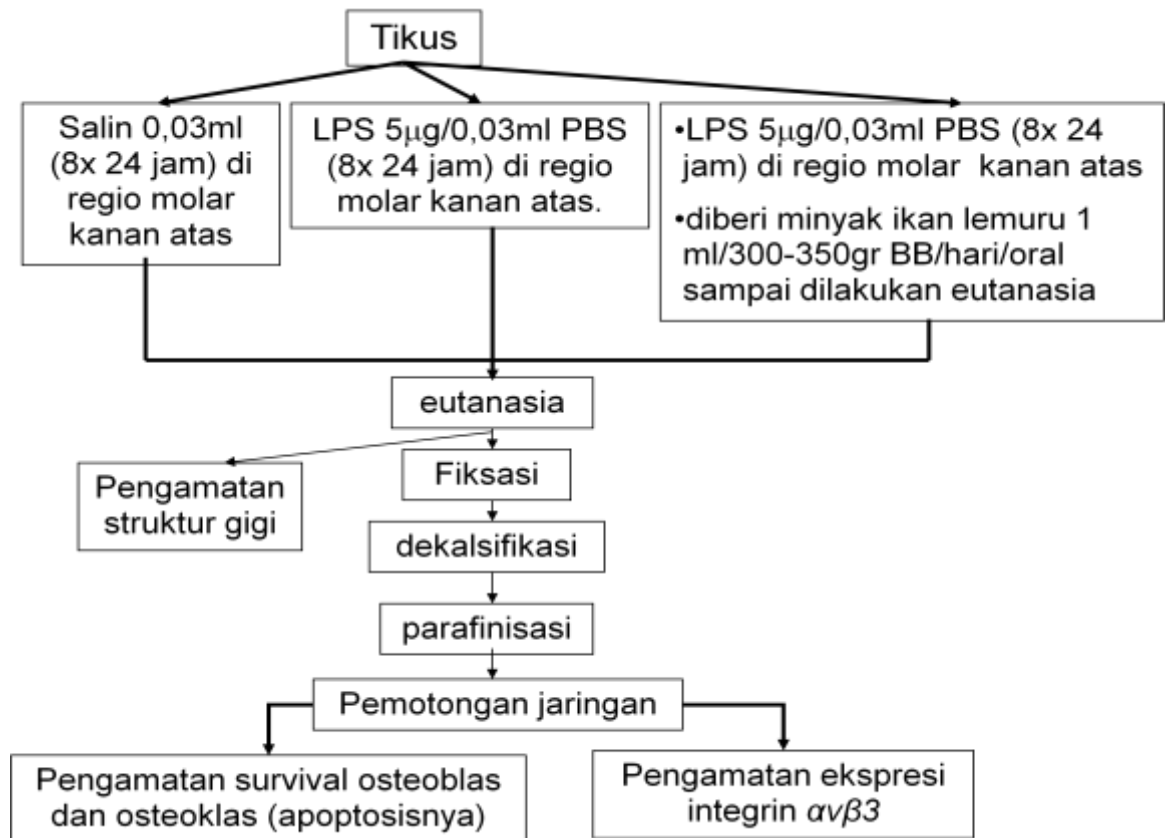 Tikus
Salin 0,03ml
(8x 24 jam) di
regio molar
kanan atas
LPS 5μg/0,03ml PBS
(8x 24 jam) di regio
molar kanan atas.
•LPS 5μg/0,03ml PBS (8x 24
jam) di regio molar kanan atas
•diberi minyak ikan lemuru 1
ml/300-350gr BB/hari/oral
sampai dilakukan eutanasia
eutanasia
Pengamatan
struktur gigi
Fiksasi
dekalsifikasi
parafinisasi
Pemotongan jaringan
Pengamatan survival osteoblas
dan osteoklas (apoptosisnya)
Pengamatan ekspresi
integrin αvβ3